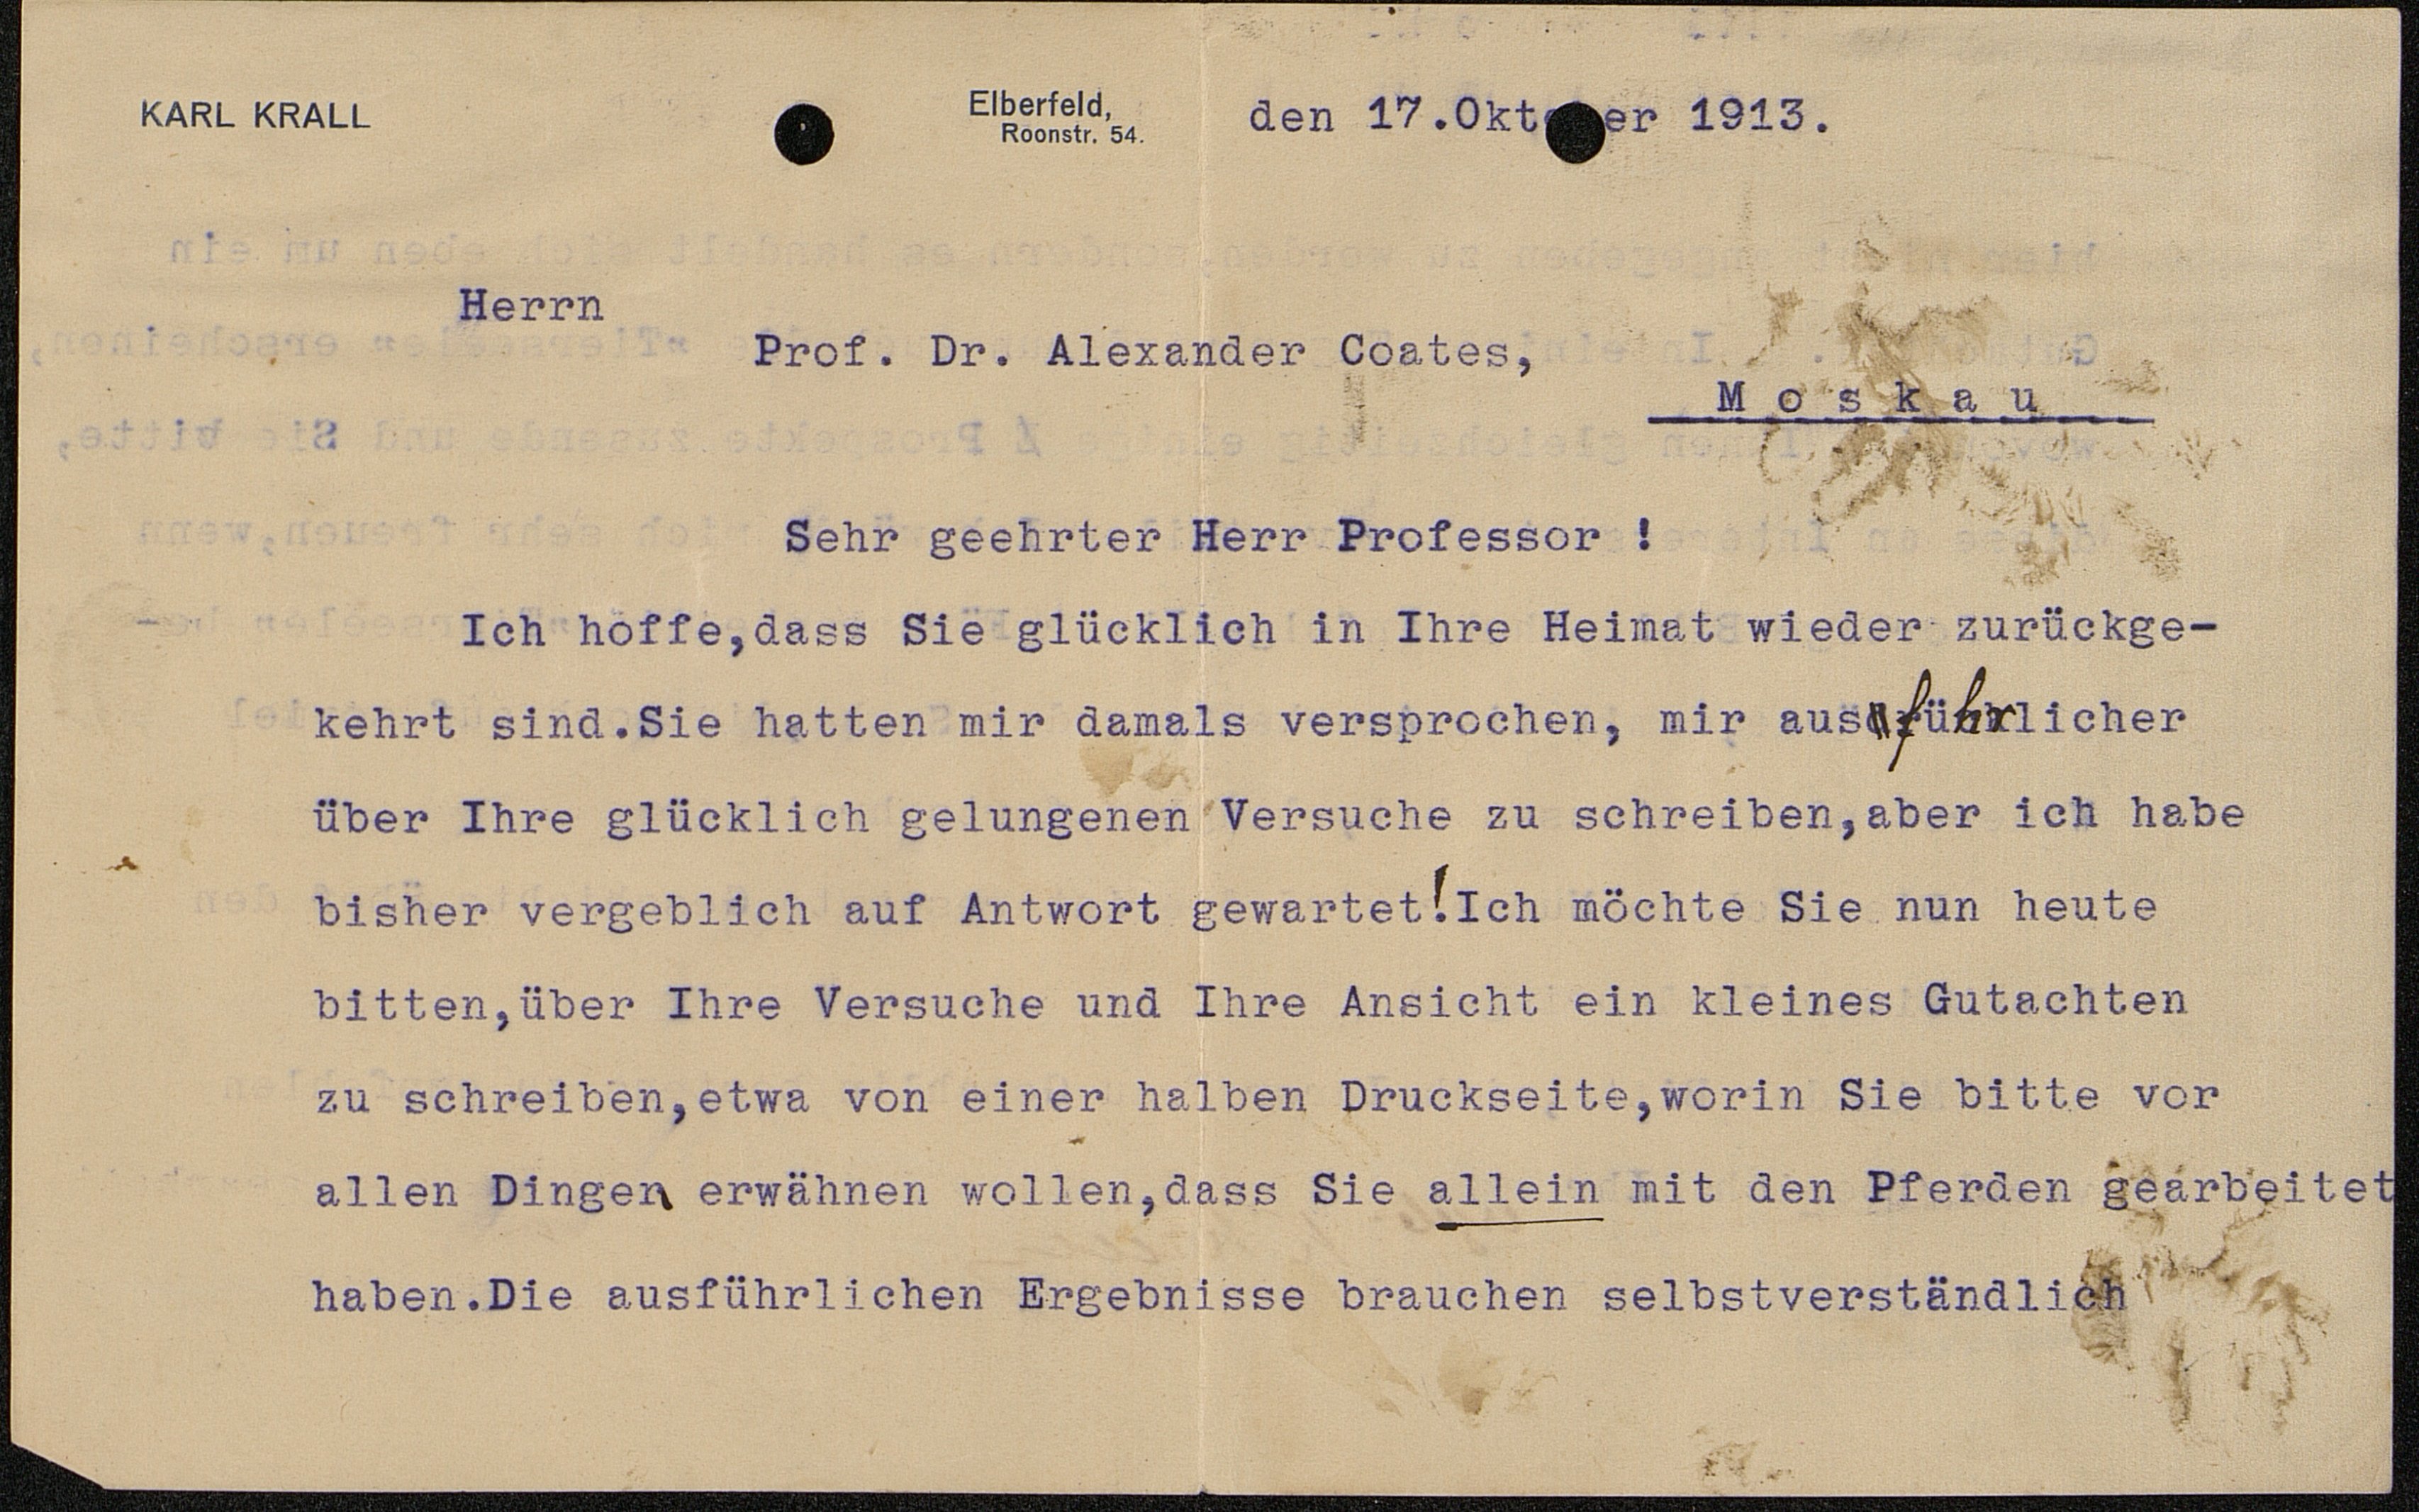 KARL KRALL
Elberfeld,
Roonstr. 54.
den 17.Oktober 1913.
Herrn
Prof. Dr. Alexander Coates,
Moskau
Sehr geehrter Herr Professor !
Ich hoffe,dass Sie glücklich in Ihre Heimat wieder zurückge-
kehrt sind.Sie hatten mir damals versprochen, mir ausführlicher
über Ihre glücklich gelungenen Versuche zu schreiben,aber ich habe
bisher vergeblich auf Antwort gewartet!Ich möchte Sie nun heute
bitten,über Ihre Versuche und Ihre Ansicht ein kleines Gutachten
zu schreiben,etwa von einer halben Druckseite,worin Sie bitte vor
allen Dingen erwähnen wollen,dass Sie allein mit den Pferden gearbeitet
haben.Die ausführlichen Ergebnisse brauchen selbstverständlich